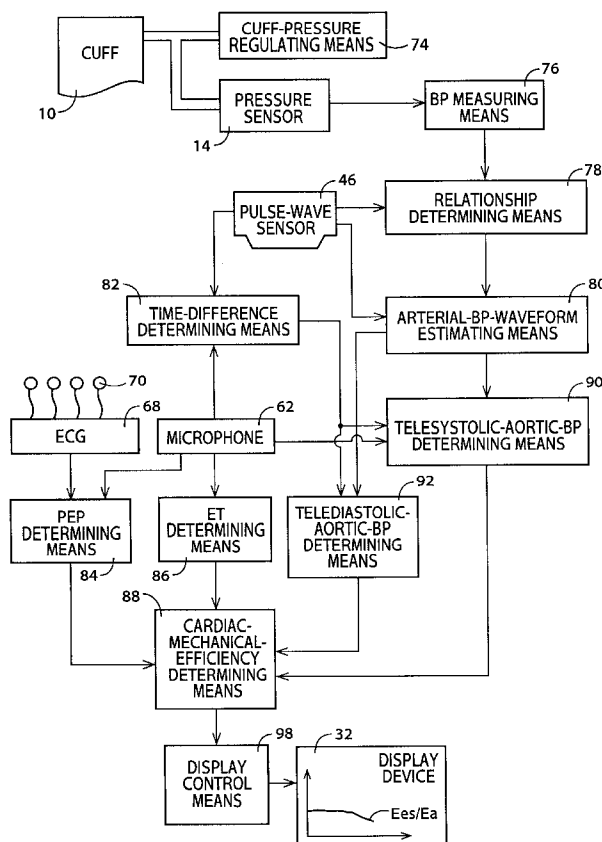 CUFF
10
CUFF-PRESSURE
REGULATING MEANS
74
PRESSURE
SENSOR
14
76
BP MEASURING
MEANS
46
PULSE-WAVE
SENSOR
78
RELATIONSHIP
DETERMINING MEANS
82
TIME-DIFFERENCE
DETERMINING MEANS
80
ARTERIAL-BP-WAVEFORM
ESTIMATING MEANS
70
68
ECG
62
MICROPHONE
90
TELESYSTOLIC-AORTIC-BP
DETERMINING MEANS
PEP
DETERMINING
MEANS
84
ET
DETERMINING
MEANS
86
92
TELEDIASTOLIC-
AORTIC-BP
DETERMINING
MEANS
88
CARDIAC-
MECHANICAL-
EFFICIENCY
DETERMINING
MEANS
98
DISPLAY
CONTROL
MEANS
32
DISPLAY
DEVICE
Ees/Ea